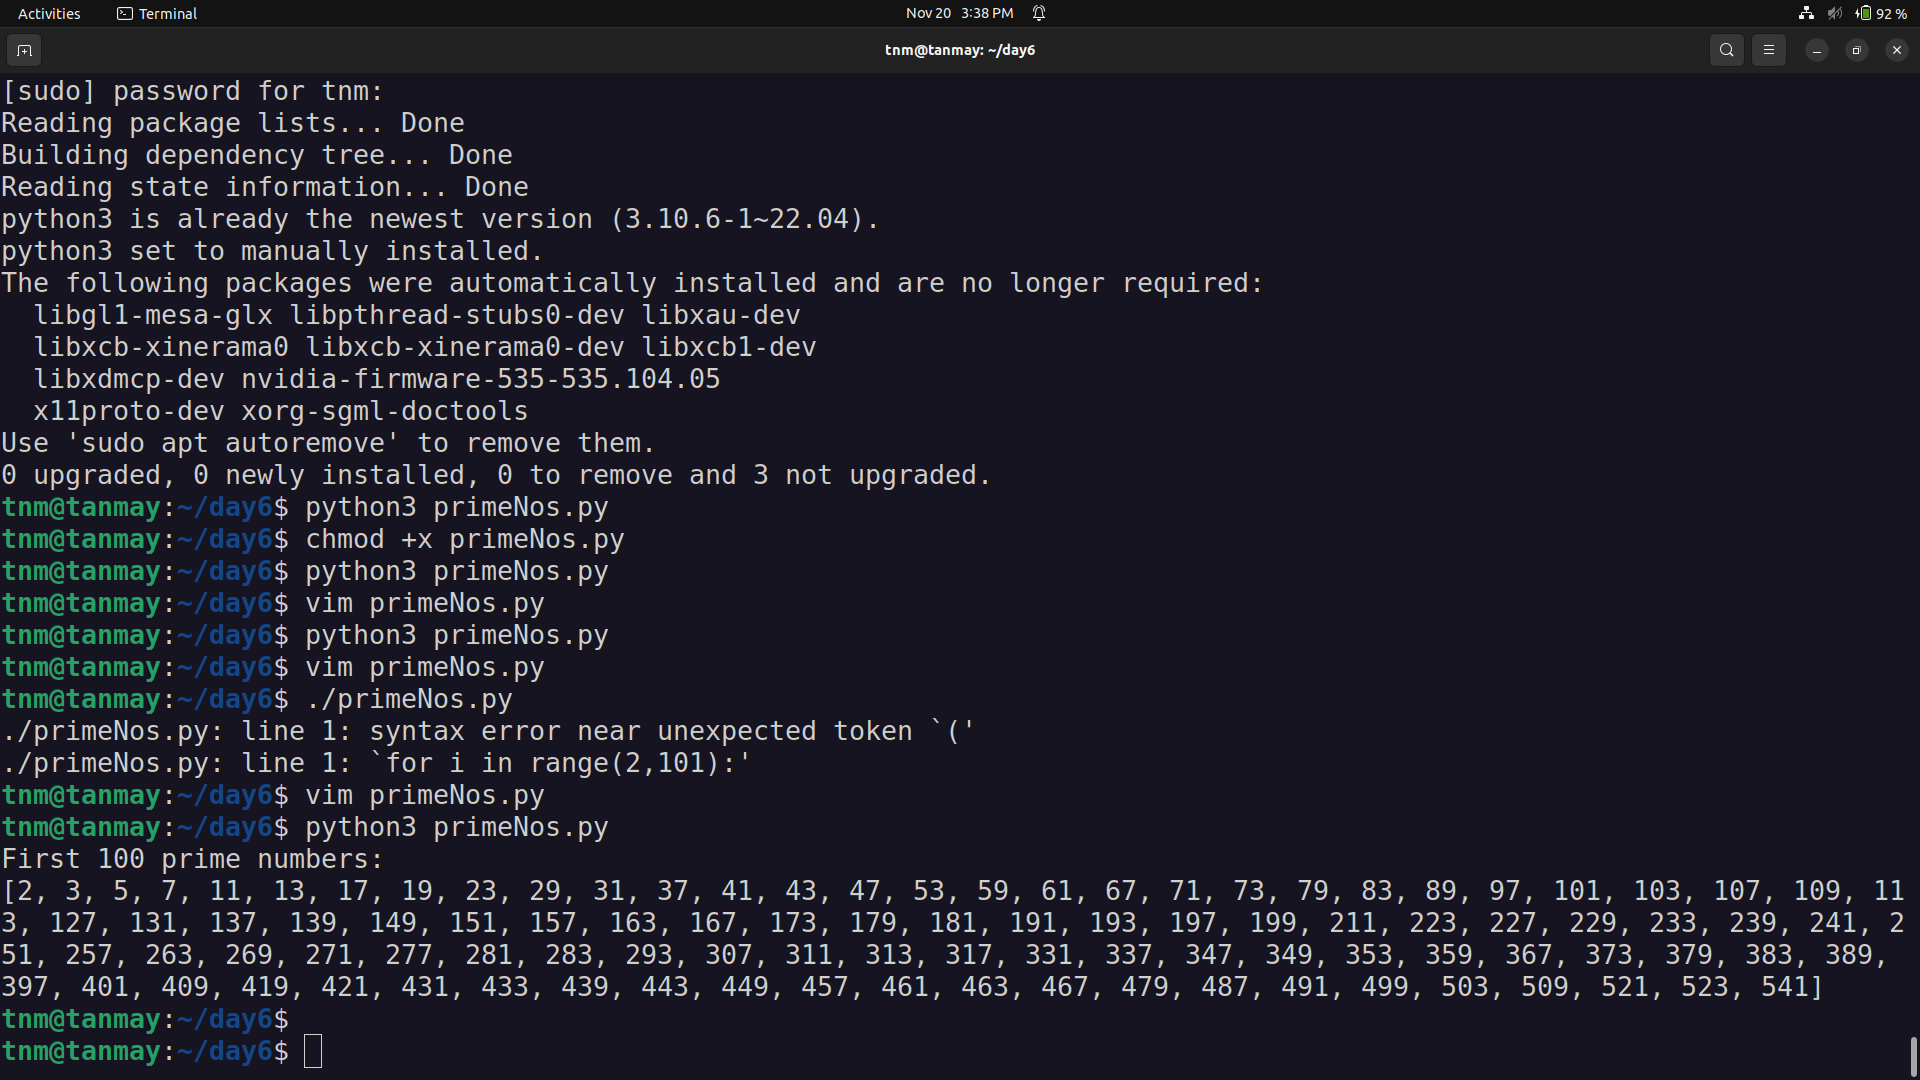 Activities Terminal Nov 20 3:38 PM 92 %
tnm@tanmay: ~/day6
[sudo] password for tnm:
Reading package lists... Done
Building dependency tree... Done
Reading state information... Done
python3 is already the newest version (3.10.6-1~22.04).
python3 set to manually installed.
The following packages were automatically installed and are no longer required:
  libgl1-mesa-glx libpthread-stubs0-dev libxau-dev
  libxcb-xinerama0 libxcb-xinerama0-dev libxcb1-dev
  libxdmcp-dev nvidia-firmware-535-535.104.05
  x11proto-dev xorg-sgml-doctools
Use 'sudo apt autoremove' to remove them.
0 upgraded, 0 newly installed, 0 to remove and 3 not upgraded.
tnm@tanmay:~/day6$ python3 primeNos.py
tnm@tanmay:~/day6$ chmod +x primeNos.py
tnm@tanmay:~/day6$ python3 primeNos.py
tnm@tanmay:~/day6$ vim primeNos.py
tnm@tanmay:~/day6$ python3 primeNos.py
tnm@tanmay:~/day6$ vim primeNos.py
tnm@tanmay:~/day6$ ./primeNos.py
./primeNos.py: line 1: syntax error near unexpected token `('
./primeNos.py: line 1: `for i in range(2,101):'
tnm@tanmay:~/day6$ vim primeNos.py
tnm@tanmay:~/day6$ python3 primeNos.py
First 100 prime numbers:
[2, 3, 5, 7, 11, 13, 17, 19, 23, 29, 31, 37, 41, 43, 47, 53, 59, 61, 67, 71, 73, 79, 83, 89, 97, 101, 103, 107, 109, 11
3, 127, 131, 137, 139, 149, 151, 157, 163, 167, 173, 179, 181, 191, 193, 197, 199, 211, 223, 227, 229, 233, 239, 241, 2
51, 257, 263, 269, 271, 277, 281, 283, 293, 307, 311, 313, 317, 331, 337, 347, 349, 353, 359, 367, 373, 379, 383, 389,
397, 401, 409, 419, 421, 431, 433, 439, 443, 449, 457, 461, 463, 467, 479, 487, 491, 499, 503, 509, 521, 523, 541]
tnm@tanmay:~/day6$
tnm@tanmay:~/day6$